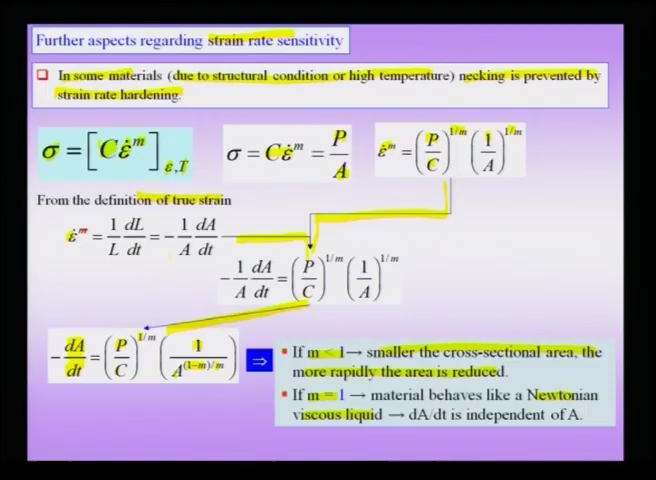 Further aspects regarding strain rate sensitivity
❑ In some materials (due to structural condition or high temperature) necking is prevented by
strain rate hardening.
σ = [Cε̇^m]_ε,T
σ = Cε̇^m = P/A
ε̇^m = (P/C)^1/m (1/A)^1/m
From the definition of true strain
ε̇^m = 1/L dL/dt = −1/A dA/dt
−1/A dA/dt = (P/C)^1/m (1/A)^1/m
−dA/dt = (P/C)^1/m (1/A^(1−m)/m)
⇒
▪ If m < 1→ smaller the cross-sectional area, the
more rapidly the area is reduced.
▪ If m = 1 → material behaves like a Newtonian
viscous liquid → dA/dt is independent of A.